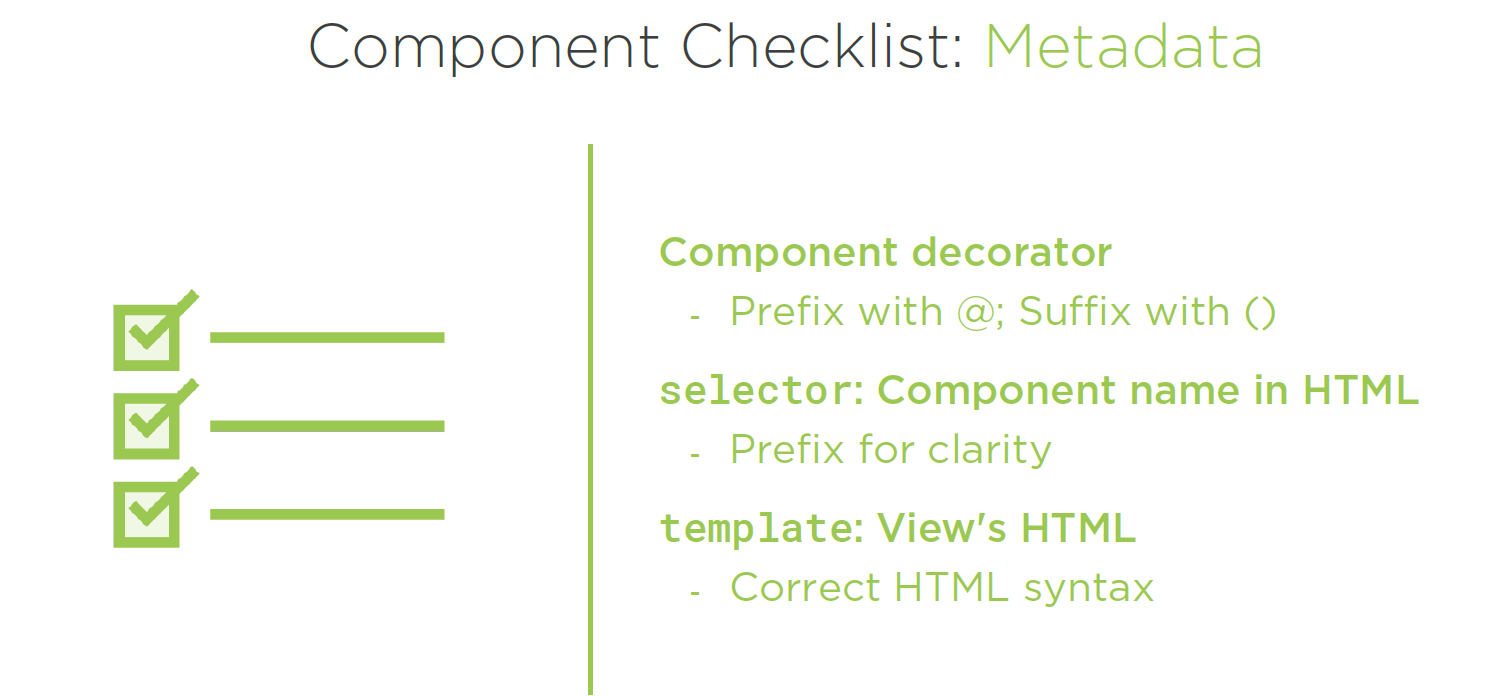 Component Checklist: Metadata
Component decorator
- Prefix with @; Suffix with ()
selector: Component name in HTML
- Prefix for clarity
template: View's HTML
- Correct HTML syntax